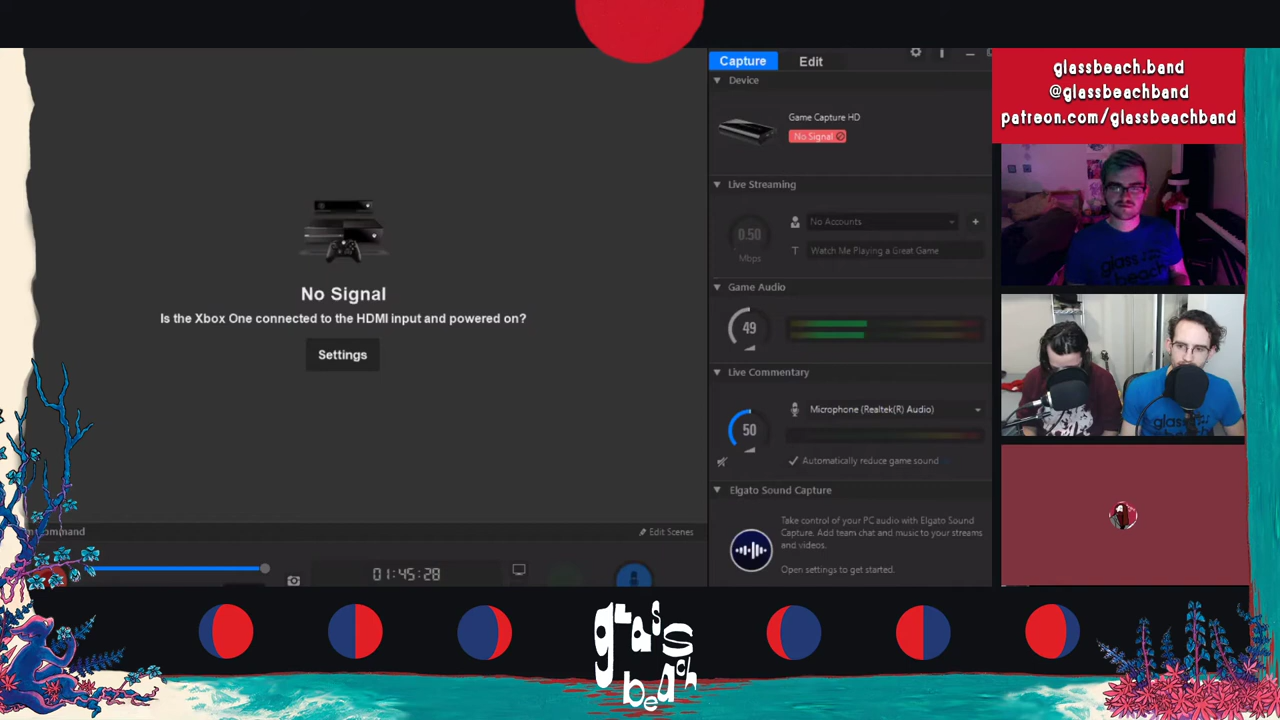 Capture Edit
Device
Game Capture HD
No Signal
Live Streaming
0.50
Mbps
No Accounts
T Watch Me Playing a Great Game
Game Audio
49
Live Commentary
50
Microphone (Realtek(R) Audio)
Automatically reduce game sound
Elgato Sound Capture
Take control of your PC audio with Elgato Sound
Capture. Add team chat and music to your streams
and videos.
Open settings to get started.
No Signal
Is the Xbox One connected to the HDMI input and powered on?
Settings
Edit Scenes
01:45:28
glassbeach.band
@glassbeachband
patreon.com/glassbeachband
glass
beach
glass
glass
beach